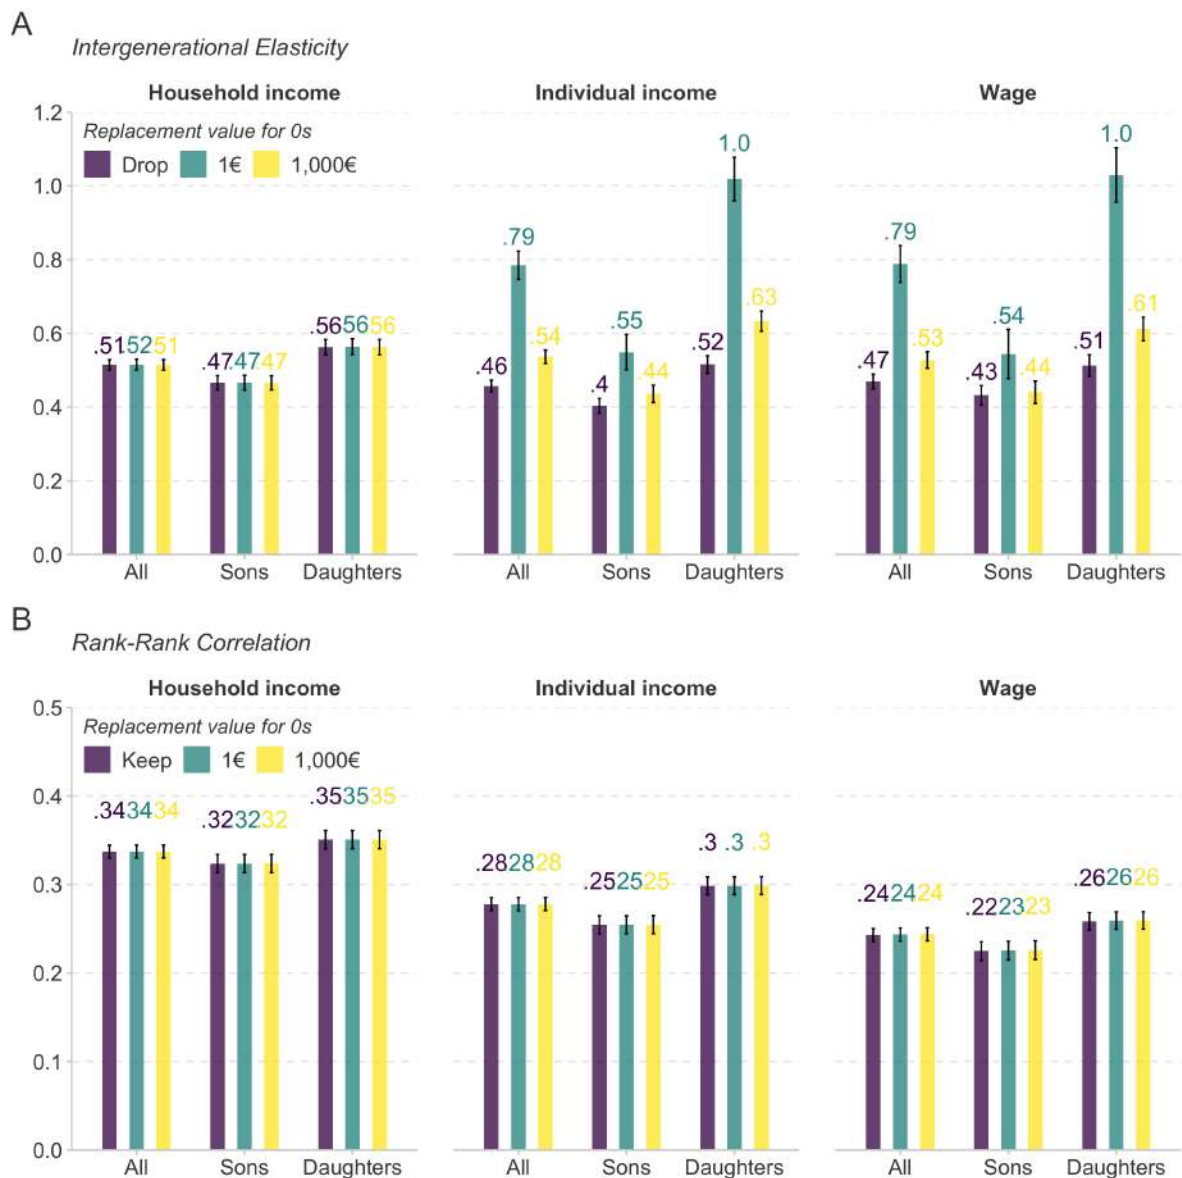 A
Intergenerational Elasticity
Household income
Individual income
Wage
1.2
1.0
0.8
0.6
0.4
0.2
0.0
Replacement value for 0s
Drop 1€ 1,000€
.51 .52 .51
.47 .47 .47
.56 .56 .56
All Sons Daughters
.46 .79 .54
.4 .55 .44
.52 1.0 .63
All Sons Daughters
.47 .79 .53
.43 .54 .44
.51 1.0 .61
All Sons Daughters
B
Rank-Rank Correlation
Household income
Individual income
Wage
0.5
0.4
0.3
0.2
0.1
0.0
Replacement value for 0s
Keep 1€ 1,000€
.34 .34 .34
.32 .32 .32
.35 .35 .35
All Sons Daughters
.28 .28 .28
.25 .25 .25
.3 .3 .3
All Sons Daughters
.24 .24 .24
.22 .23 .23
.26 .26 .26
All Sons Daughters